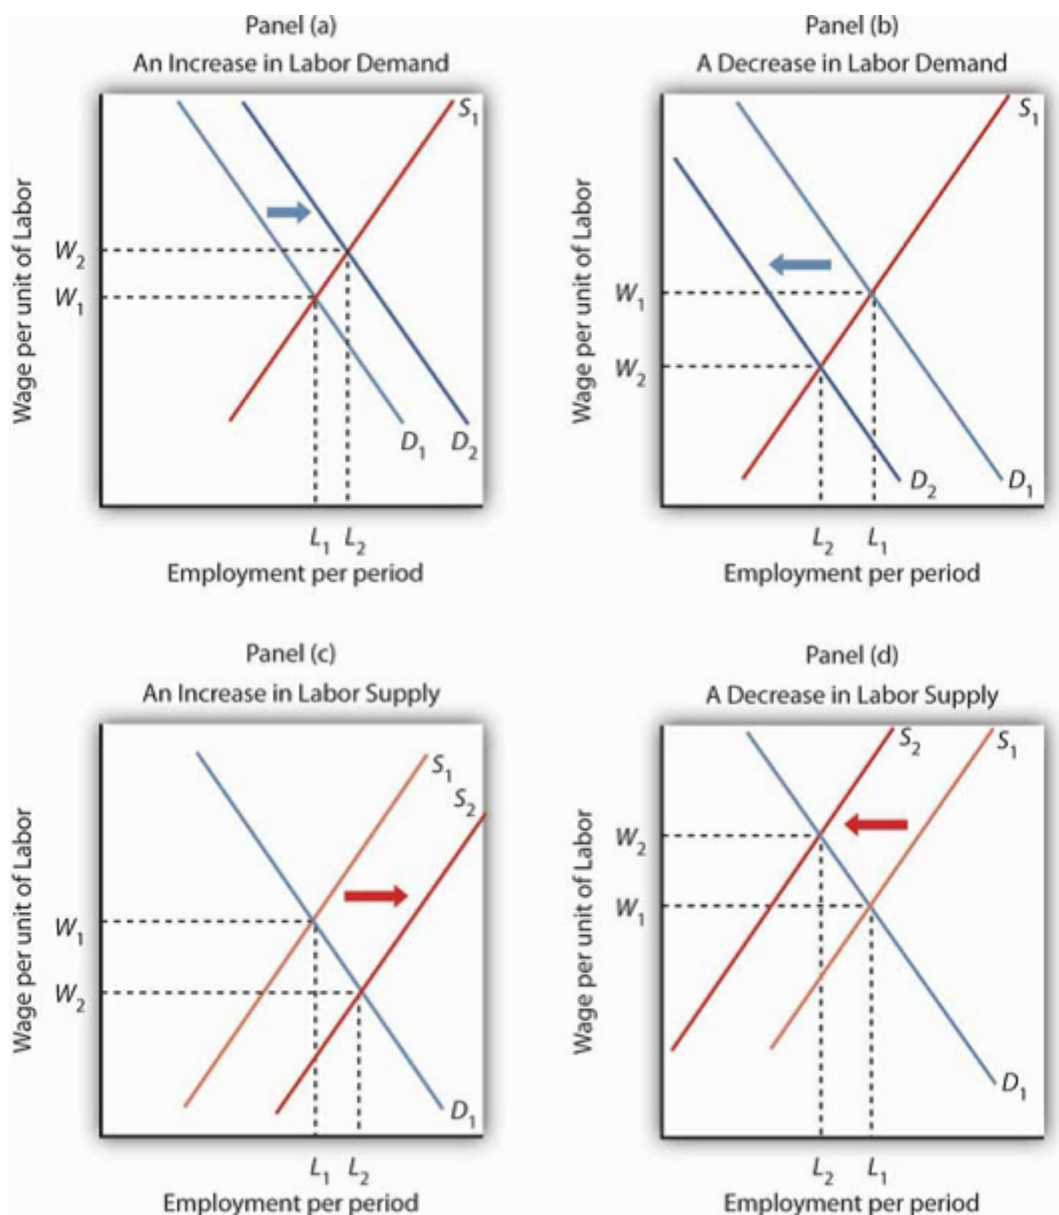 Panel (a)
An Increase in Labor Demand
Wage per unit of Labor
S₁
W₂
W₁
D₁
D₂
L₁
L₂
Employment per period
Panel (b)
A Decrease in Labor Demand
Wage per unit of Labor
S₁
W₁
W₂
D₂
D₁
L₂
L₁
Employment per period
Panel (c)
An Increase in Labor Supply
Wage per unit of Labor
S₁
S₂
W₁
W₂
D₁
L₁
L₂
Employment per period
Panel (d)
A Decrease in Labor Supply
Wage per unit of Labor
S₂
S₁
W₂
W₁
D₁
L₂
L₁
Employment per period